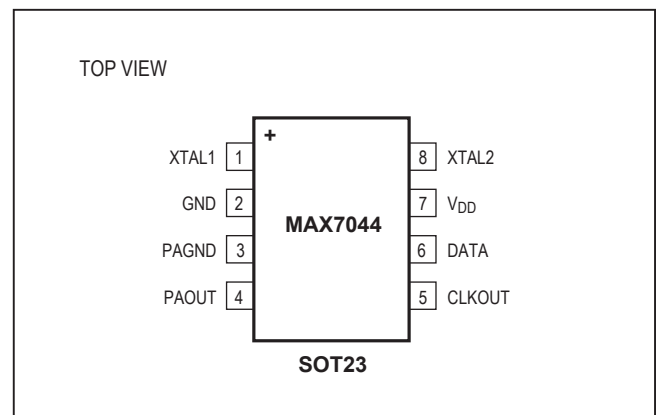 TOP VIEW
+
XTAL1 1
8 XTAL2
GND 2
7 VDD
MAX7044
PAGND 3
6 DATA
PAOUT 4
5 CLKOUT
SOT23